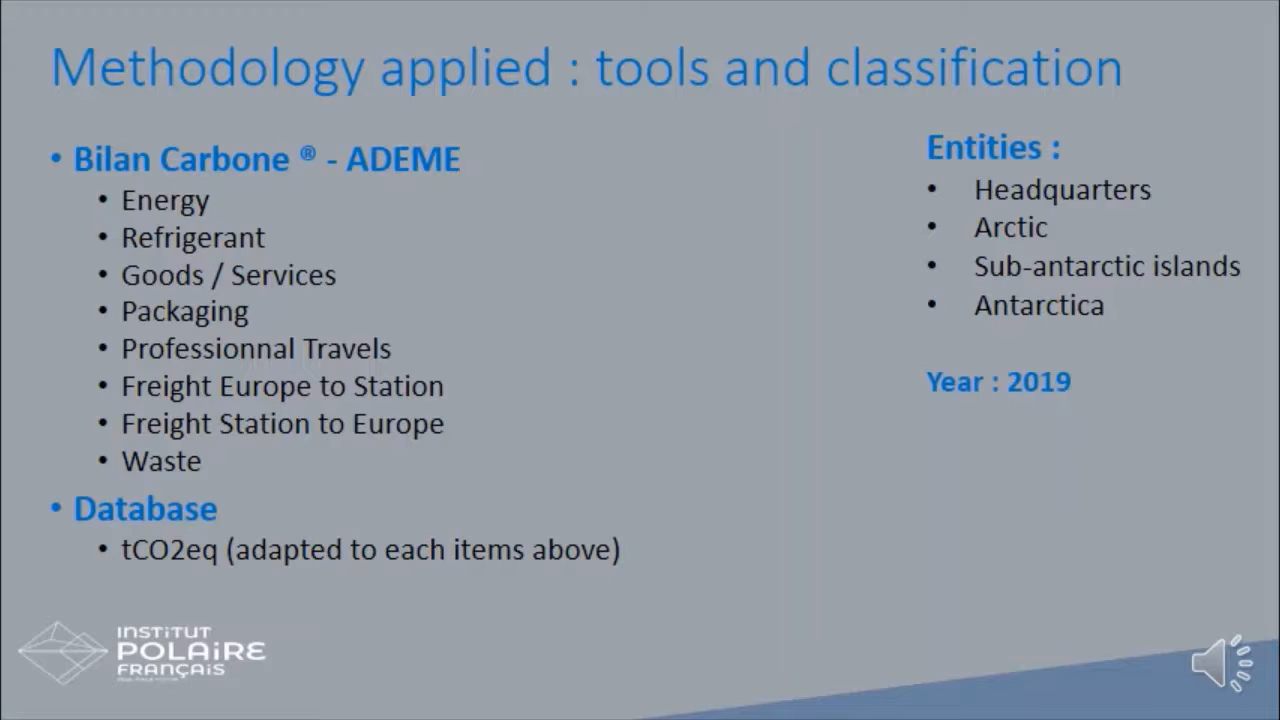 Methodology applied : tools and classification
• Bilan Carbone ® - ADEME
• Energy
• Refrigerant
• Goods / Services
• Packaging
• Professionnal Travels
• Freight Europe to Station
• Freight Station to Europe
• Waste
• Database
• tCO2eq (adapted to each items above)
Entities :
• Headquarters
• Arctic
• Sub-antarctic islands
• Antarctica
Year : 2019
INSTITUT
POLAIRE
FRANÇAIS